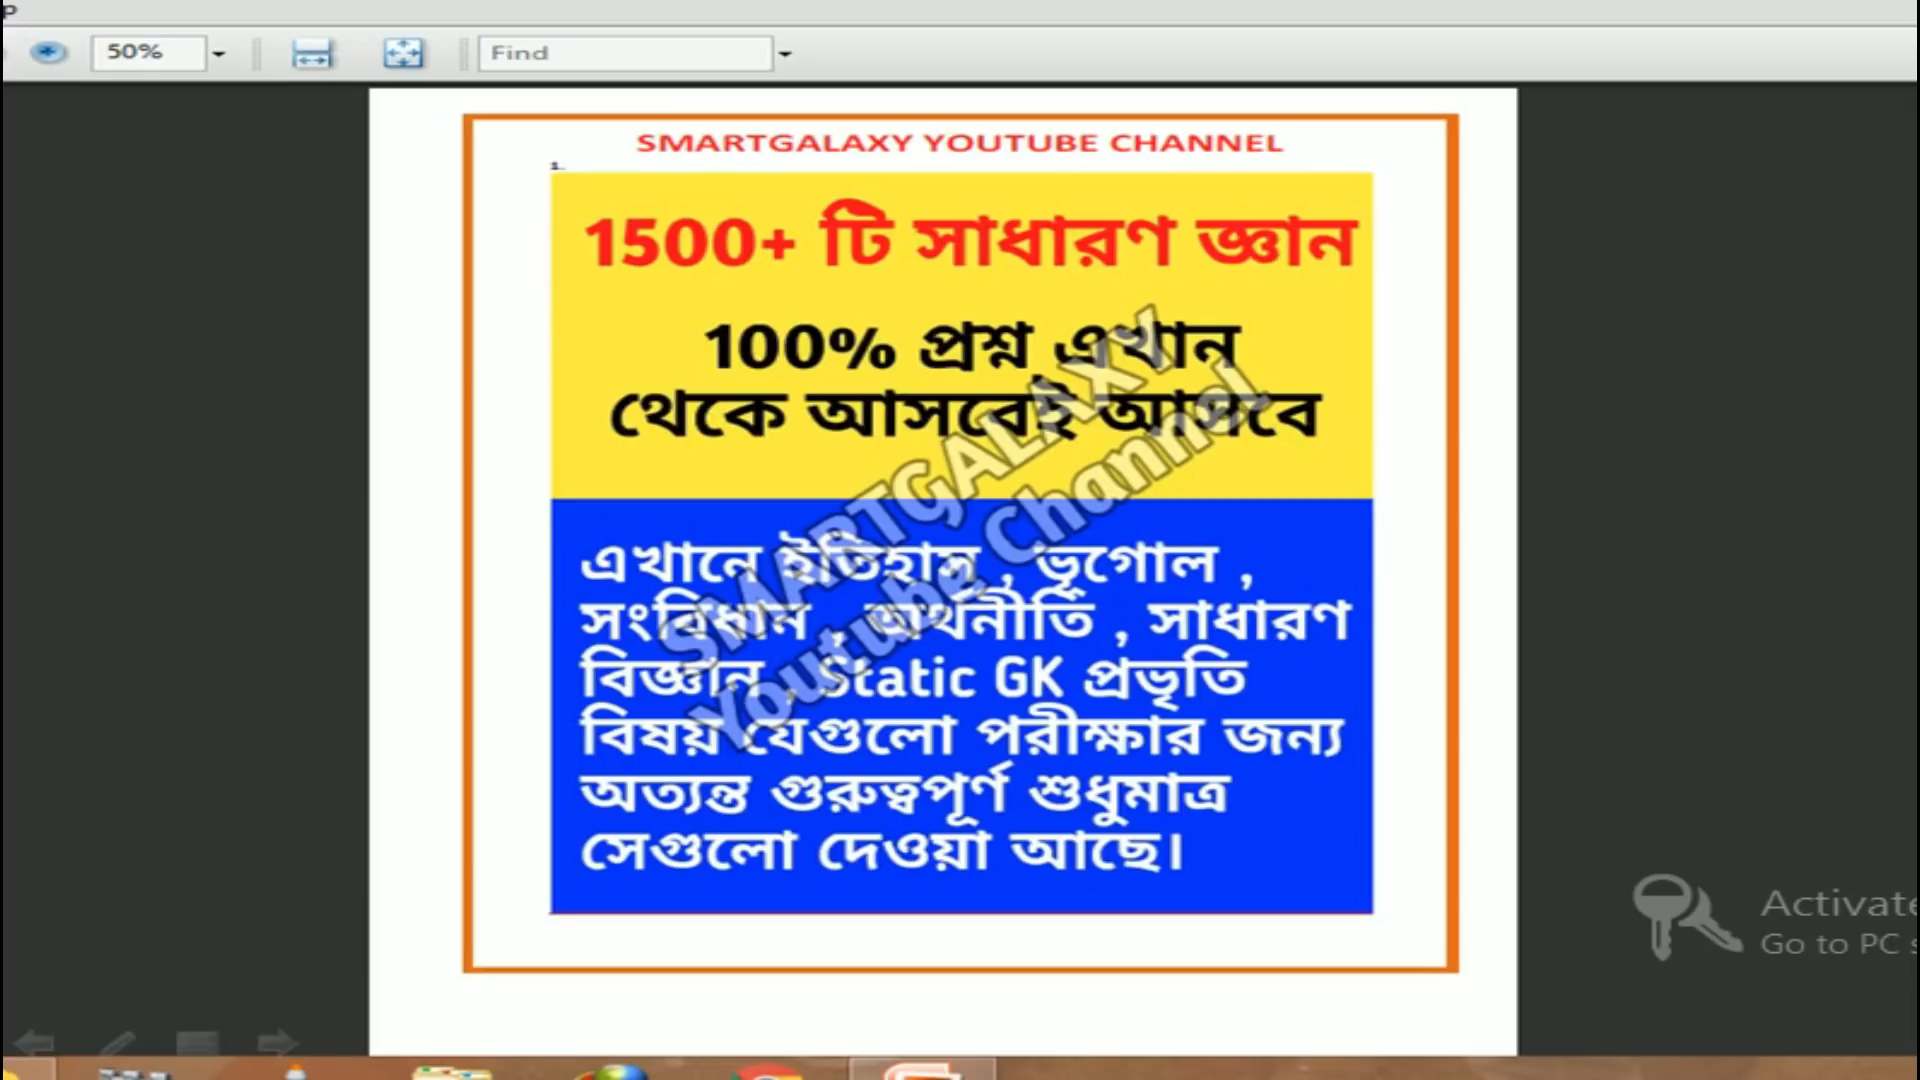 p
50%
Find
SMARTGALAXY YOUTUBE CHANNEL
1.
1500+ টি সাধারণ জ্ঞান
100% প্রশ্ন এখান
থেকে আসবেই আসবে
এখানে ইতিহাস , ভূগোল ,
সংবিধান , অর্থনীতি , সাধারণ
বিজ্ঞান , Static GK প্রভৃতি
বিষয় যেগুলো পরীক্ষার জন্য
অত্যন্ত গুরুত্বপূর্ণ শুধুমাত্র
সেগুলো দেওয়া আছে।
SMARTGALAXY
Youtube Channel
Activate
Go to PC s